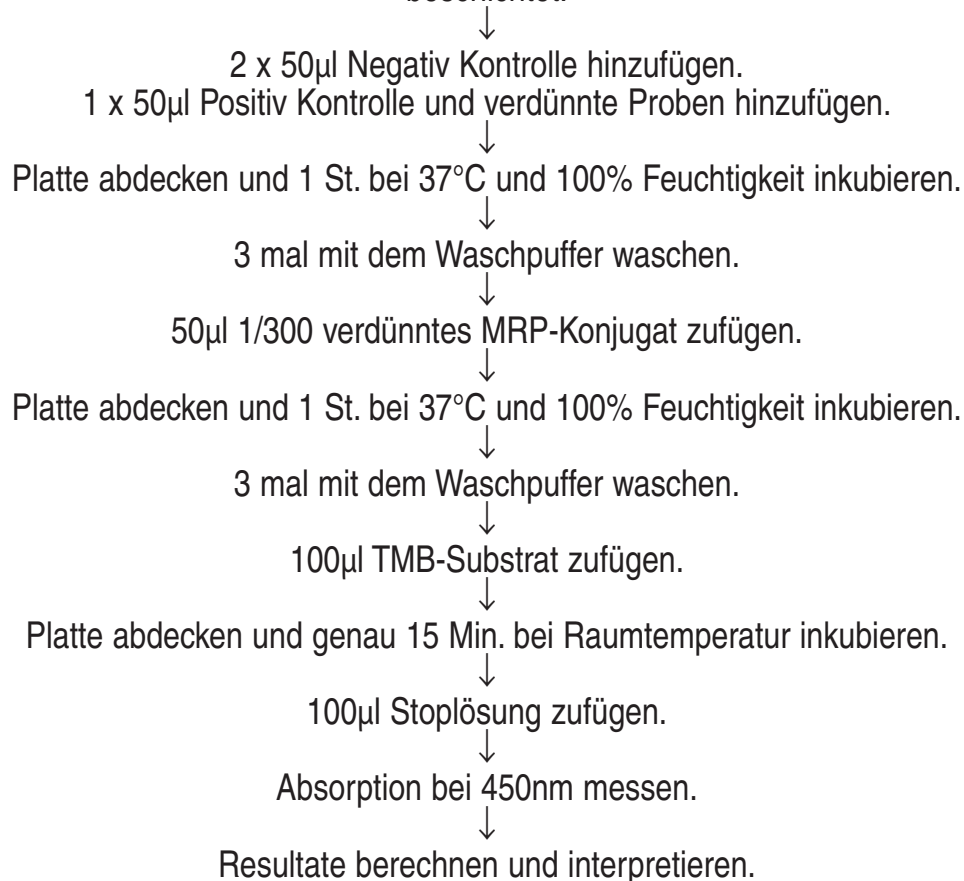 ↓
2 x 50µl Negativ Kontrolle hinzufügen.
1 x 50µl Positiv Kontrolle und verdünnte Proben hinzufügen.
↓
Platte abdecken und 1 St. bei 37°C und 100% Feuchtigkeit inkubieren.
↓
3 mal mit dem Waschpuffer waschen.
↓
50µl 1/300 verdünntes MRP-Konjugat zufügen.
↓
Platte abdecken und 1 St. bei 37°C und 100% Feuchtigkeit inkubieren.
↓
3 mal mit dem Waschpuffer waschen.
↓
100µl TMB-Substrat zufügen.
↓
Platte abdecken und genau 15 Min. bei Raumtemperatur inkubieren.
↓
100µl Stoplösung zufügen.
↓
Absorption bei 450nm messen.
↓
Resultate berechnen und interpretieren.